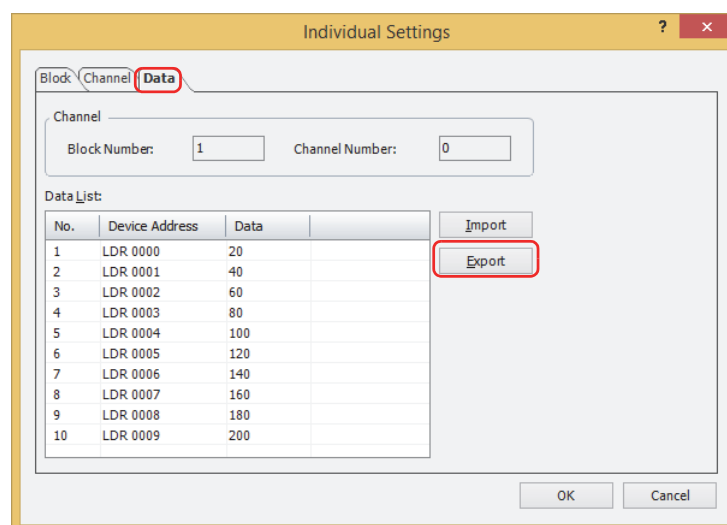 Individual Settings
? ×
Block Channel Data
Channel
Block Number: 1 Channel Number: 0
Data List:
No. Device Address Data
Import
1 LDR 0000 20
Export
2 LDR 0001 40
3 LDR 0002 60
4 LDR 0003 80
5 LDR 0004 100
6 LDR 0005 120
7 LDR 0006 140
8 LDR 0007 160
9 LDR 0008 180
10 LDR 0009 200
OK Cancel